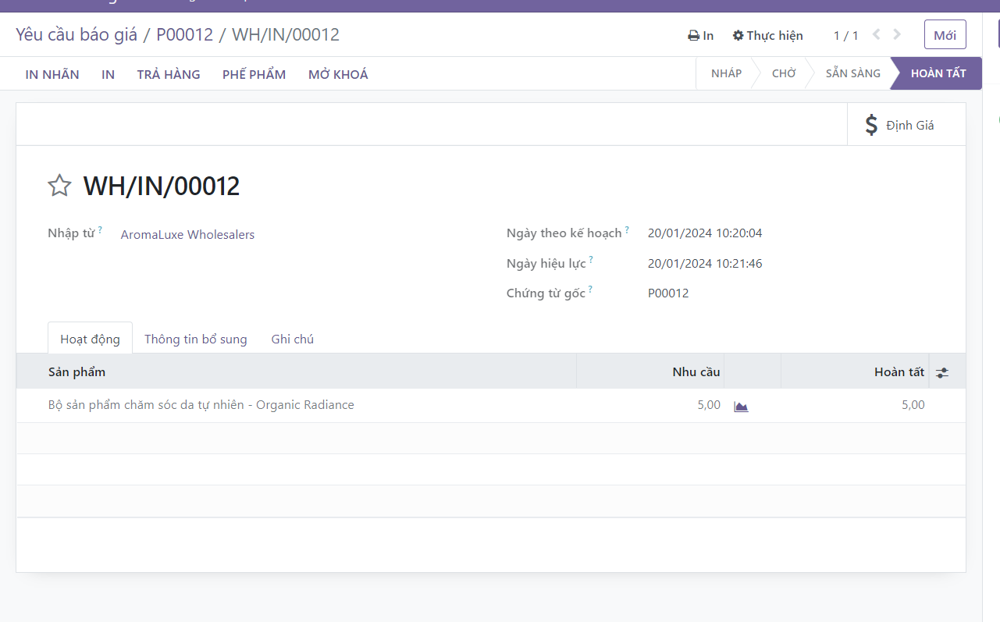 Yêu cầu báo giá / P00012 / WH/IN/00012
In Thực hiện 1 / 1 Mới
IN NHÃN IN TRẢ HÀNG PHẾ PHẨM MỞ KHOÁ
NHÁP CHỜ SẴN SÀNG HOÀN TẤT
$ Định Giá
WH/IN/00012
Nhập từ ? AromaLuxe Wholesalers
Ngày theo kế hoạch ? 20/01/2024 10:20:04
Ngày hiệu lực ? 20/01/2024 10:21:46
Chứng từ gốc ? P00012
Hoạt động Thông tin bổ sung Ghi chú
Sản phẩm Nhu cầu Hoàn tất
Bộ sản phẩm chăm sóc da tự nhiên - Organic Radiance 5,00 5,00